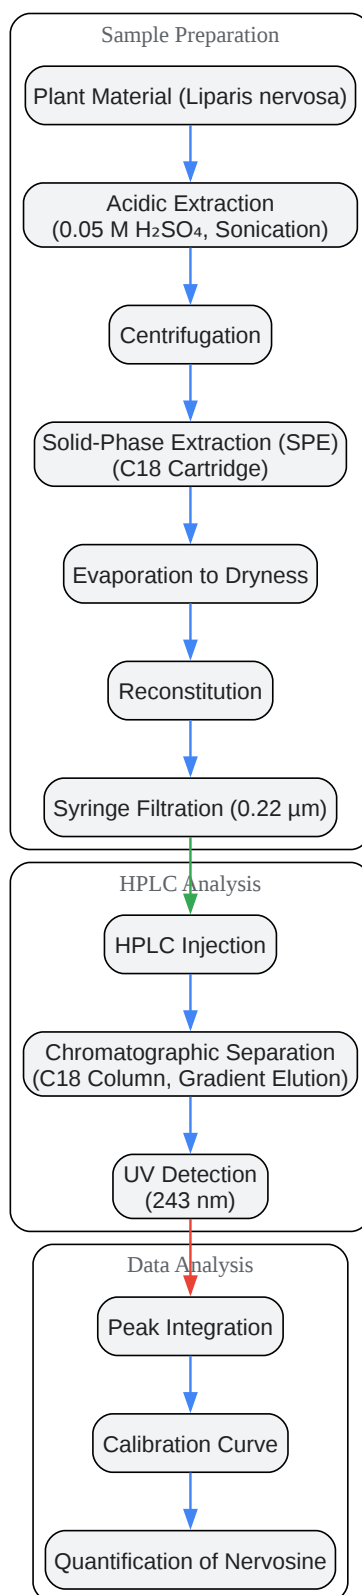 Sample Preparation
Plant Material (Liparis nervosa)
Acidic Extraction
(0.05 M H₂SO₄, Sonication)
Centrifugation
Solid-Phase Extraction (SPE)
(C18 Cartridge)
Evaporation to Dryness
Reconstitution
Syringe Filtration (0.22 µm)
HPLC Analysis
HPLC Injection
Chromatographic Separation
(C18 Column, Gradient Elution)
UV Detection
(243 nm)
Data Analysis
Peak Integration
Calibration Curve
Quantification of Nervosine